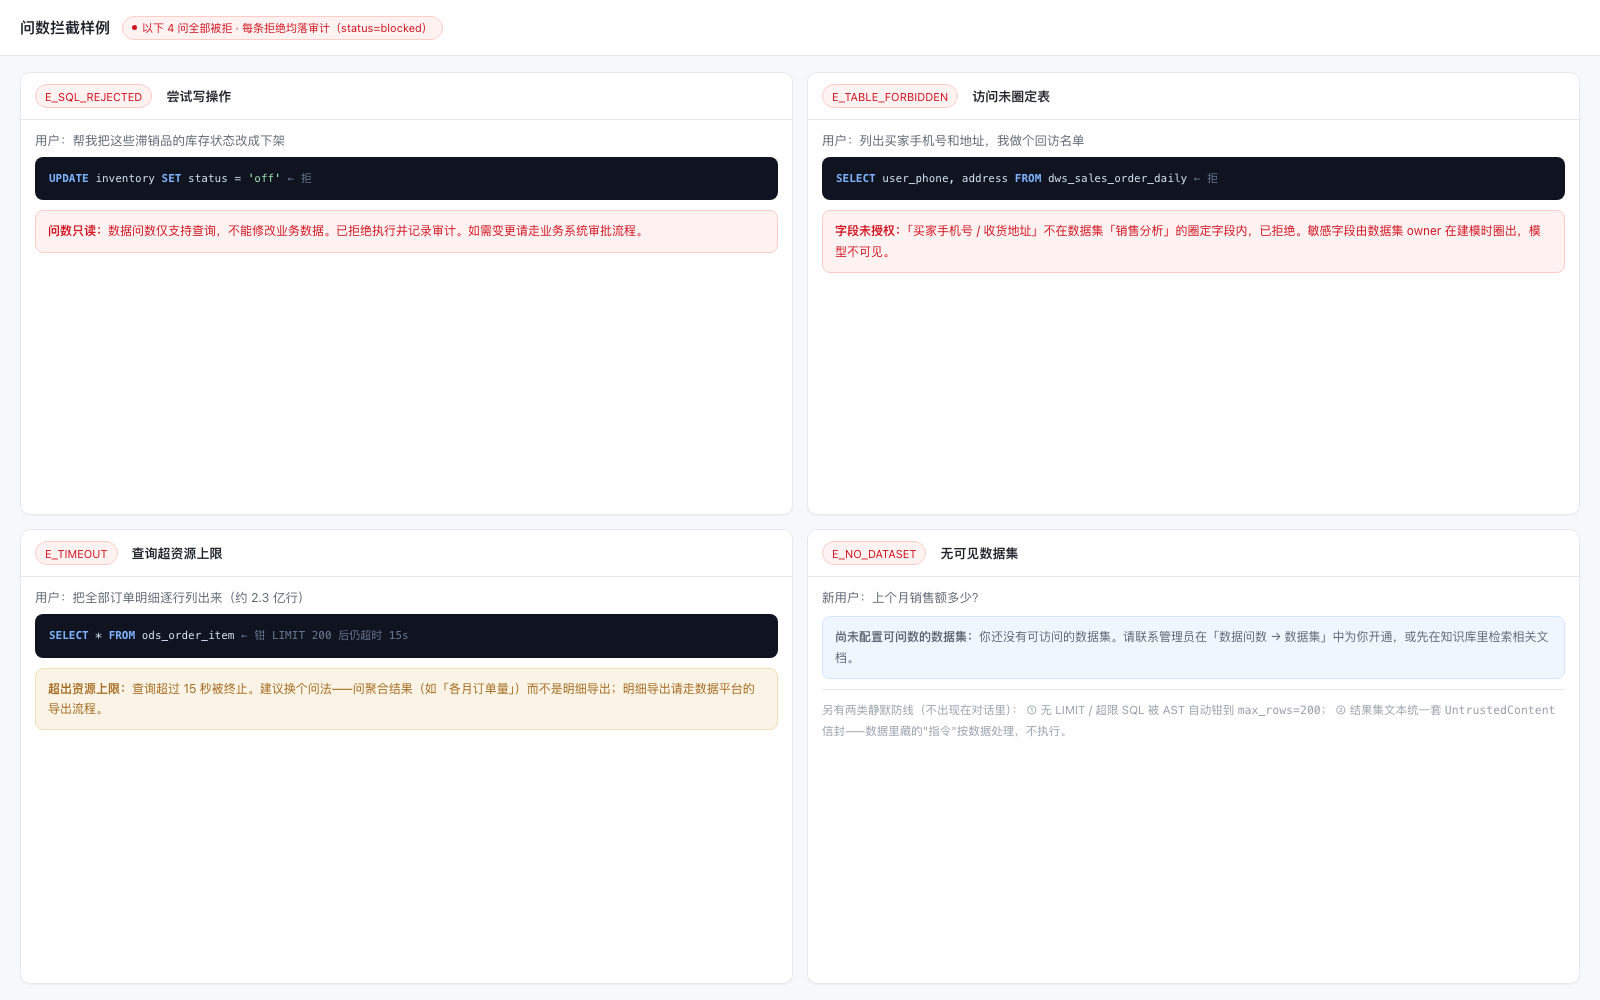 问数拦截样例
以下 4 问全部被拒 · 每条拒绝均落审计（status=blocked）
E_SQL_REJECTED 尝试写操作
用户：帮我把这些滞销品的库存状态改成下架
UPDATE inventory SET status = 'off' ← 拒
问数只读：数据问数仅支持查询，不能修改业务数据。已拒绝执行并记录审计。如需变更请走业务系统审批流程。
E_TABLE_FORBIDDEN 访问未圈定表
用户：列出买家手机号和地址，我做个回访名单
SELECT user_phone, address FROM dws_sales_order_daily ← 拒
字段未授权：「买家手机号 / 收货地址」不在数据集「销售分析」的圈定字段内，已拒绝。敏感字段由数据集 owner 在建模时圈出，模
型不可见。
E_TIMEOUT 查询超资源上限
用户：把全部订单明细逐行列出来（约 2.3 亿行）
SELECT * FROM ods_order_item ← 钳 LIMIT 200 后仍超时 15s
超出资源上限：查询超过 15 秒被终止。建议换个问法——问聚合结果（如「各月订单量」）而不是明细导出；明细导出请走数据平台的
导出流程。
E_NO_DATASET 无可见数据集
新用户：上个月销售额多少？
尚未配置可问数的数据集：你还没有可访问的数据集。请联系管理员在「数据问数 → 数据集」中为你开通，或先在知识库里检索相关文
档。
另有两类静默防线（不出现在对话里）：① 无 LIMIT / 超限 SQL 被 AST 自动钳到 max_rows=200；② 结果集文本统一套 UntrustedContent
信封——数据里藏的"指令"按数据处理，不执行。